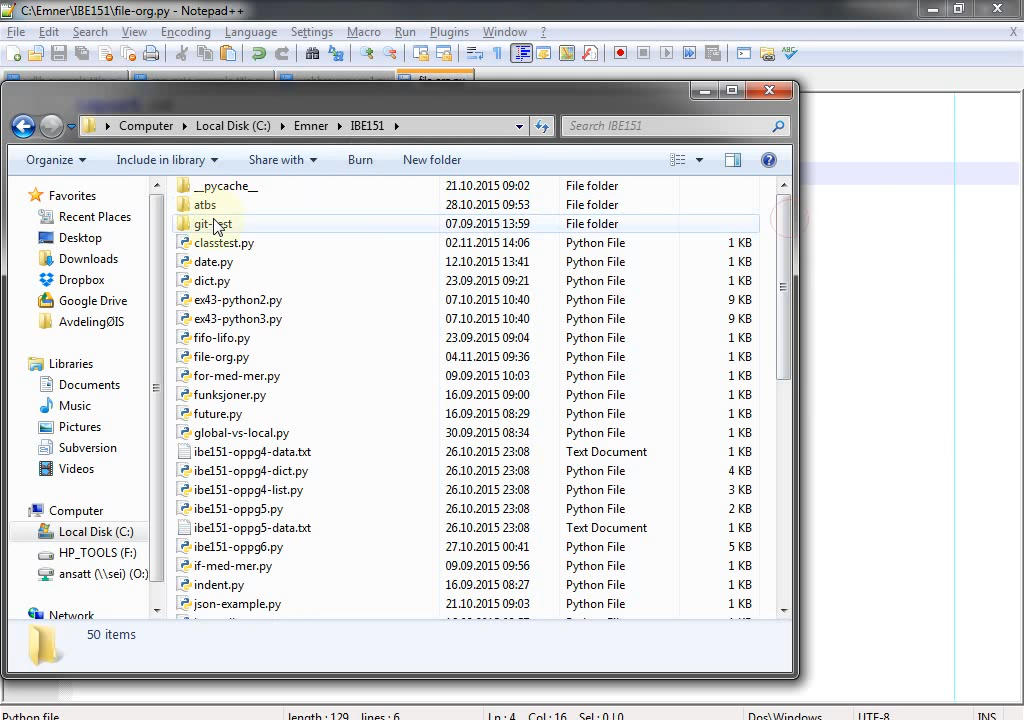 C:\Emner\IBE151\file-org.py - Notepad++
File Edit Search View Encoding Language Settings Macro Run Plugins Window ? X
Computer Local Disk (C:) Emner IBE151 Search IBE151
Organize Include in library Share with Burn New folder
Favorites
Recent Places
Desktop
Downloads
Dropbox
Google Drive
AvdelingØIS
Libraries
Documents
Music
Pictures
Subversion
Videos
Computer
Local Disk (C:)
HP_TOOLS (F:)
ansatt (\\sei) (O:)
Network
__pycache__ 21.10.2015 09:02 File folder
atbs 28.10.2015 09:53 File folder
git-test 07.09.2015 13:59 File folder
classtest.py 02.11.2015 14:06 Python File 1 KB
date.py 12.10.2015 13:41 Python File 1 KB
dict.py 23.09.2015 09:21 Python File 1 KB
ex43-python2.py 07.10.2015 10:40 Python File 9 KB
ex43-python3.py 07.10.2015 10:40 Python File 9 KB
fifo-lifo.py 23.09.2015 09:04 Python File 1 KB
file-org.py 04.11.2015 09:36 Python File 1 KB
for-med-mer.py 09.09.2015 10:03 Python File 1 KB
funksjoner.py 16.09.2015 09:00 Python File 1 KB
future.py 16.09.2015 08:29 Python File 1 KB
global-vs-local.py 30.09.2015 08:34 Python File 1 KB
ibe151-oppg4-data.txt 26.10.2015 23:08 Text Document 1 KB
ibe151-oppg4-dict.py 26.10.2015 23:08 Python File 4 KB
ibe151-oppg4-list.py 26.10.2015 23:08 Python File 3 KB
ibe151-oppg5.py 26.10.2015 23:08 Python File 2 KB
ibe151-oppg5-data.txt 26.10.2015 23:08 Text Document 1 KB
ibe151-oppg6.py 27.10.2015 00:41 Python File 5 KB
if-med-mer.py 09.09.2015 09:56 Python File 1 KB
indent.py 16.09.2015 08:27 Python File 1 KB
json-example.py 21.10.2015 09:03 Python File 1 KB
50 items
Python file length : 129 lines : 6 Ln : 4 Col : 16 Sel : 0 | 0 Dos\Windows UTF-8 INS